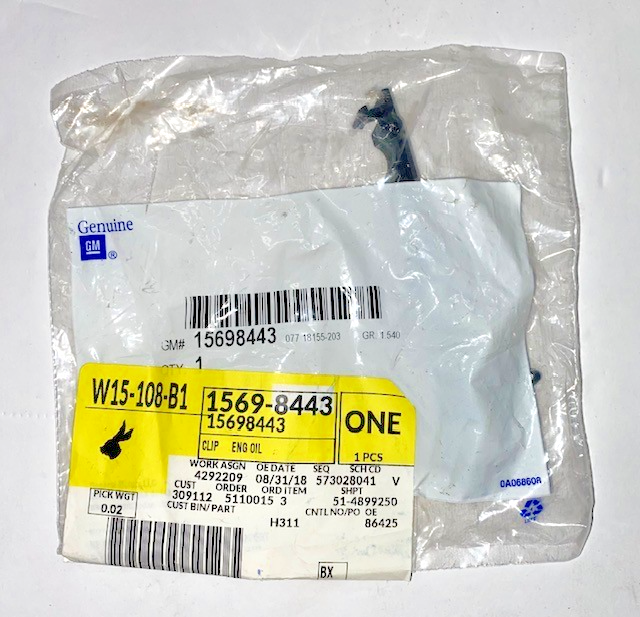 Genuine
GM ®
GM# 15698443 077 18155-203 GR. 1.540
QTY 1
W15-108-B1
1569-8443
15698443
ONE
CLIP ENG OIL
1 PCS
WORK ASGN OE DATE SEQ SCH CD
4292209 08/31/18 573028041 V
CUST ORDER ORD ITEM SHPT
309112 5110015 3 51-4899250
PICK WGT
0.02
CUST BIN/PART CNTL NO/PO OE
H311 86425
BX
0A06860R